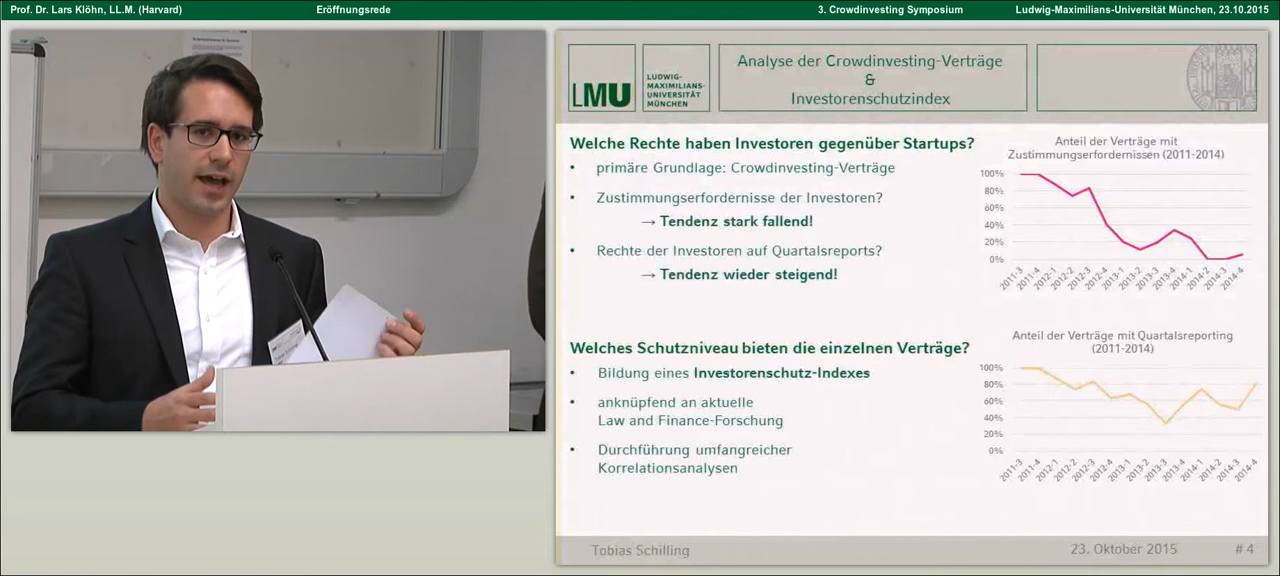 Prof. Dr. Lars Klöhn, LL.M. (Harvard)
Eröffnungsrede
3. Crowdinvesting Symposium
Ludwig-Maximilians-Universität München, 23.10.2015
LMU
LUDWIG-
MAXIMILIANS-
UNIVERSITÄT
MÜNCHEN
Analyse der Crowdinvesting-Verträge
&
Investorenschutzindex
Welche Rechte haben Investoren gegenüber Startups?
• primäre Grundlage: Crowdinvesting-Verträge
• Zustimmungserfordernisse der Investoren?
→ Tendenz stark fallend!
• Rechte der Investoren auf Quartalsreports?
→ Tendenz wieder steigend!
Anteil der Verträge mit
Zustimmungserfordernissen (2011-2014)
100%
80%
60%
40%
20%
0%
2011-3
2011-4
2012-1
2012-2
2012-3
2012-4
2013-1
2013-2
2013-3
2013-4
2014-1
2014-2
2014-3
2014-4
Welches Schutzniveau bieten die einzelnen Verträge?
• Bildung eines Investorenschutz-Indexes
• anknüpfend an aktuelle
Law and Finance-Forschung
• Durchführung umfangreicher
Korrelationsanalysen
Anteil der Verträge mit Quartalsreporting
(2011-2014)
100%
80%
60%
40%
20%
0%
2011-3
2011-4
2012-1
2012-2
2012-3
2012-4
2013-1
2013-2
2013-3
2013-4
2014-1
2014-2
2014-3
2014-4
Tobias Schilling
23. Oktober 2015
# 4